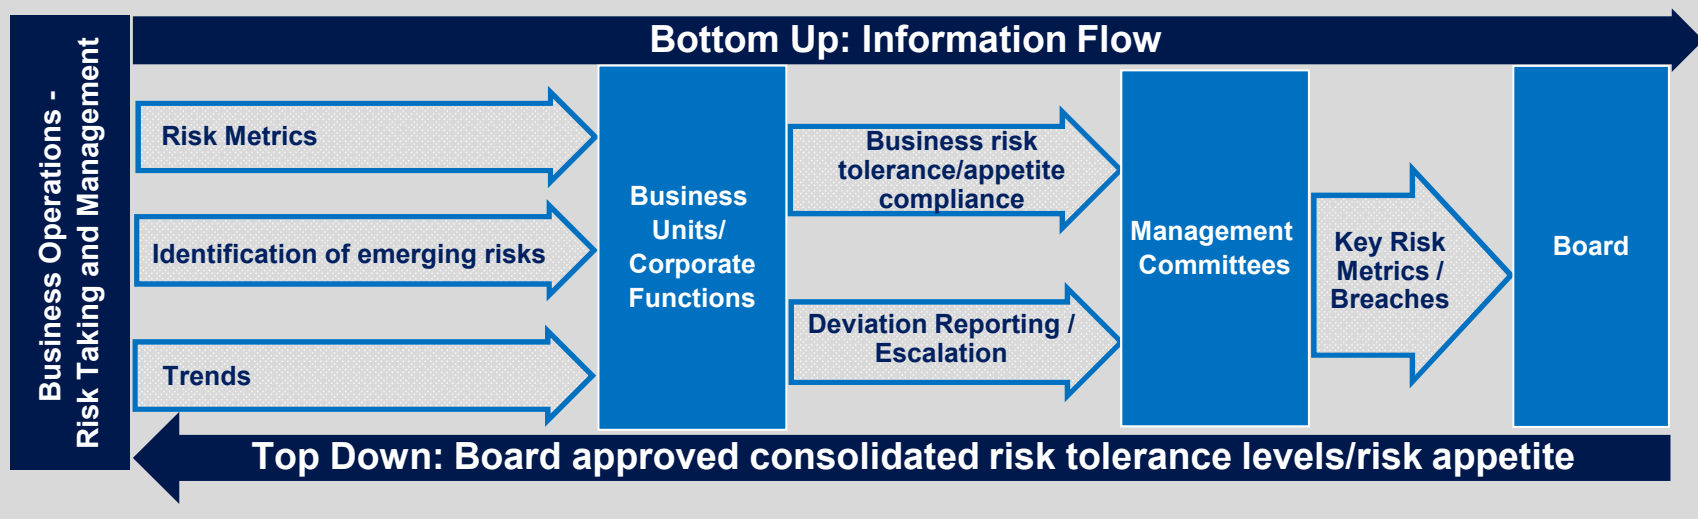 Bottom Up: Information Flow
Business Operations -
Risk Taking and Management
Risk Metrics
Identification of emerging risks
Trends
Business
Units/
Corporate
Functions
Business risk
tolerance/appetite
compliance
Deviation Reporting /
Escalation
Management
Committees
Key Risk
Metrics /
Breaches
Board
Top Down: Board approved consolidated risk tolerance levels/risk appetite